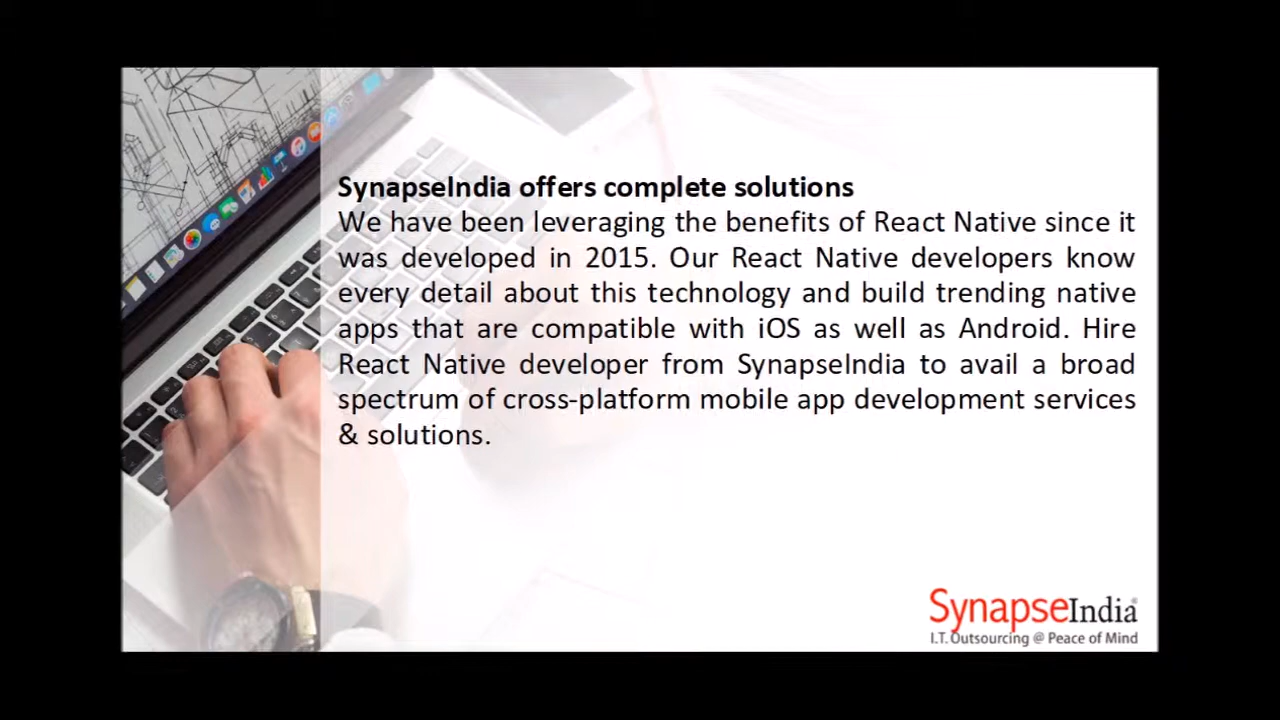 SynapseIndia offers complete solutions
We have been leveraging the benefits of React Native since it
was developed in 2015. Our React Native developers know
every detail about this technology and build trending native
apps that are compatible with iOS as well as Android. Hire
React Native developer from SynapseIndia to avail a broad
spectrum of cross-platform mobile app development services
& solutions.
SynapseIndia®
I.T. Outsourcing @ Peace of Mind